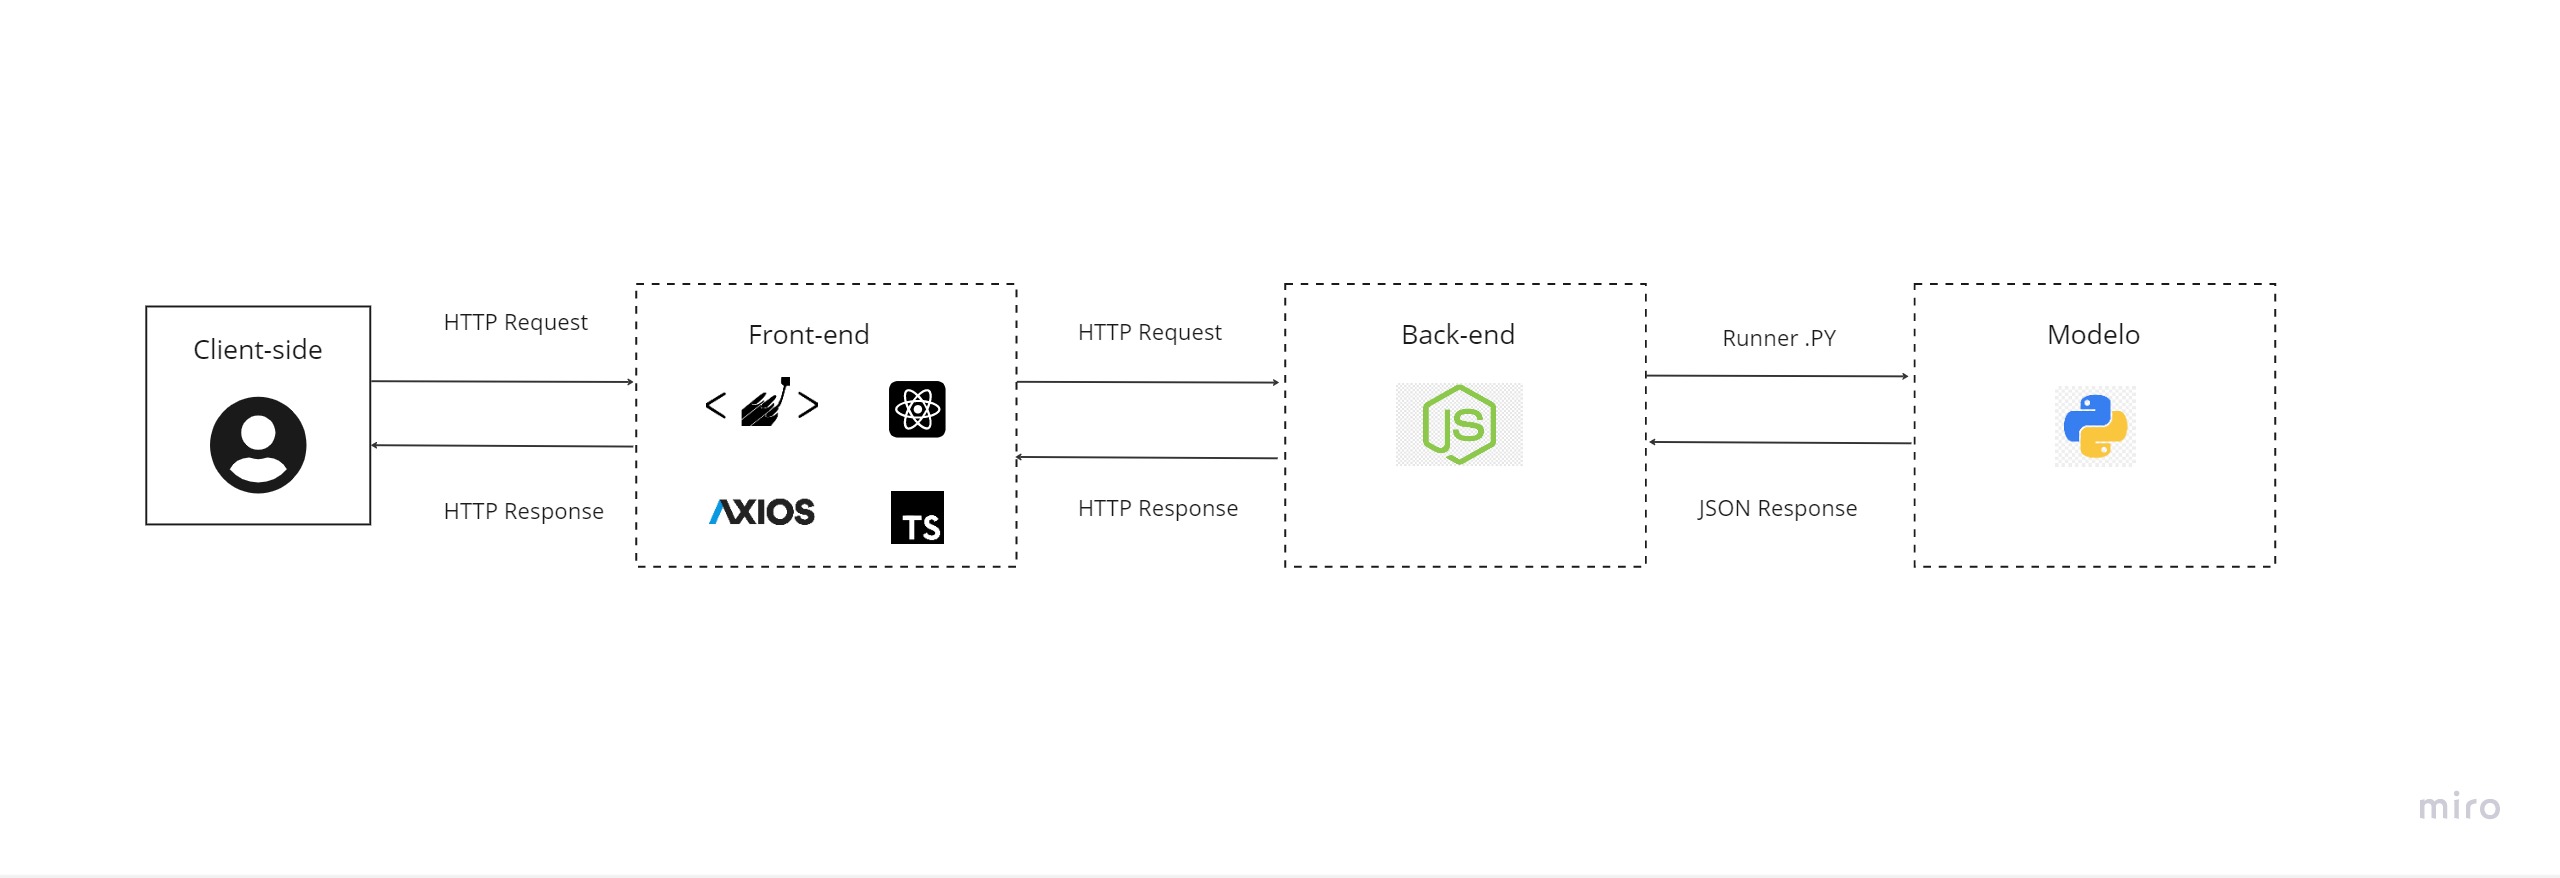 Client-side
HTTP Request
HTTP Response
Front-end
< >
AXIOS
TS
HTTP Request
HTTP Response
Back-end
JS
Runner .PY
JSON Response
Modelo
miro